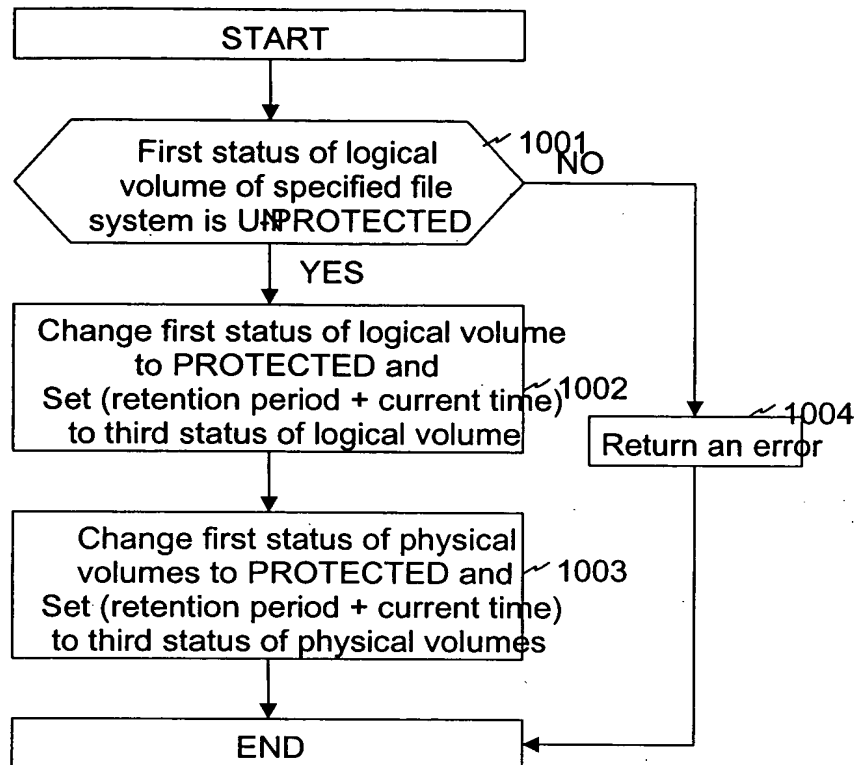 START
First status of logical
volume of specified file
system is UN-PROTECTED
1001
NO
YES
Change first status of logical volume
to PROTECTED and
Set (retention period + current time)
to third status of logical volume
1002
1004
Return an error
Change first status of physical
volumes to PROTECTED and
Set (retention period + current time)
to third status of physical volumes
1003
END